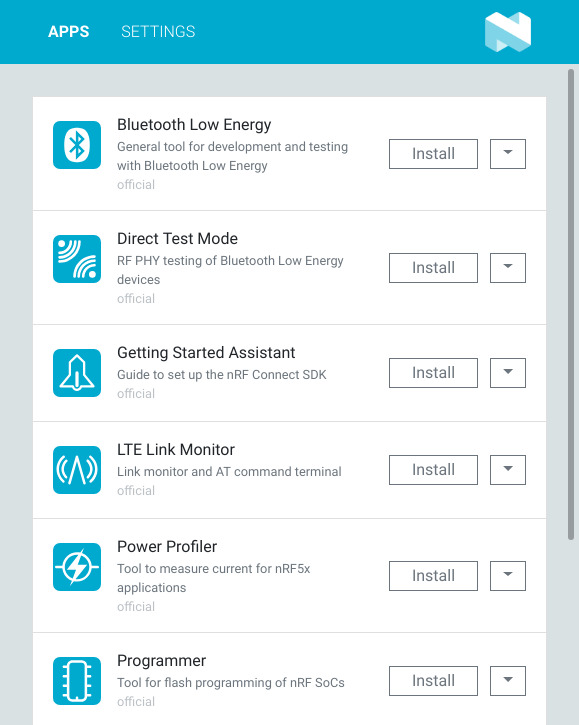 APPS SETTINGS
Bluetooth Low Energy
General tool for development and testing
with Bluetooth Low Energy
official
Install
Direct Test Mode
RF PHY testing of Bluetooth Low Energy
devices
official
Install
Getting Started Assistant
Guide to set up the nRF Connect SDK
official
Install
LTE Link Monitor
Link monitor and AT command terminal
official
Install
Power Profiler
Tool to measure current for nRF5x
applications
official
Install
Programmer
Tool for flash programming of nRF SoCs
official
Install